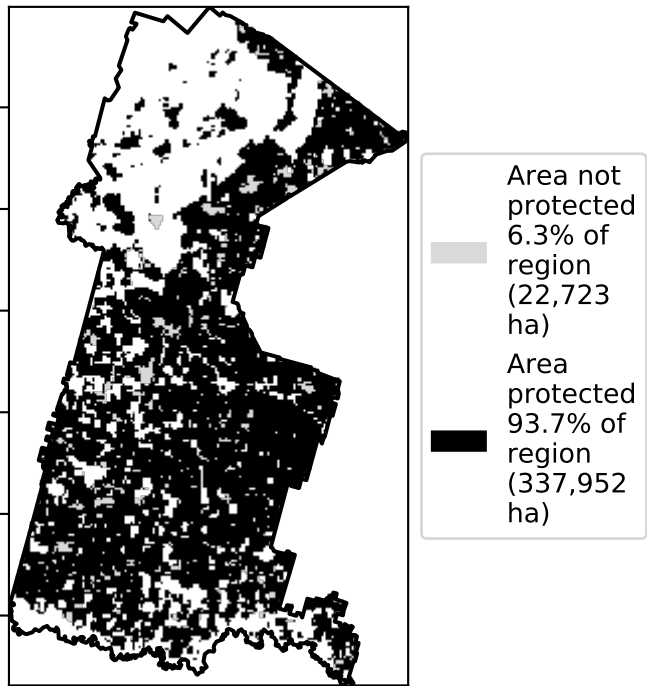 Area not
protected
6.3% of
region
(22,723
ha)
Area
protected
93.7% of
region
(337,952
ha)